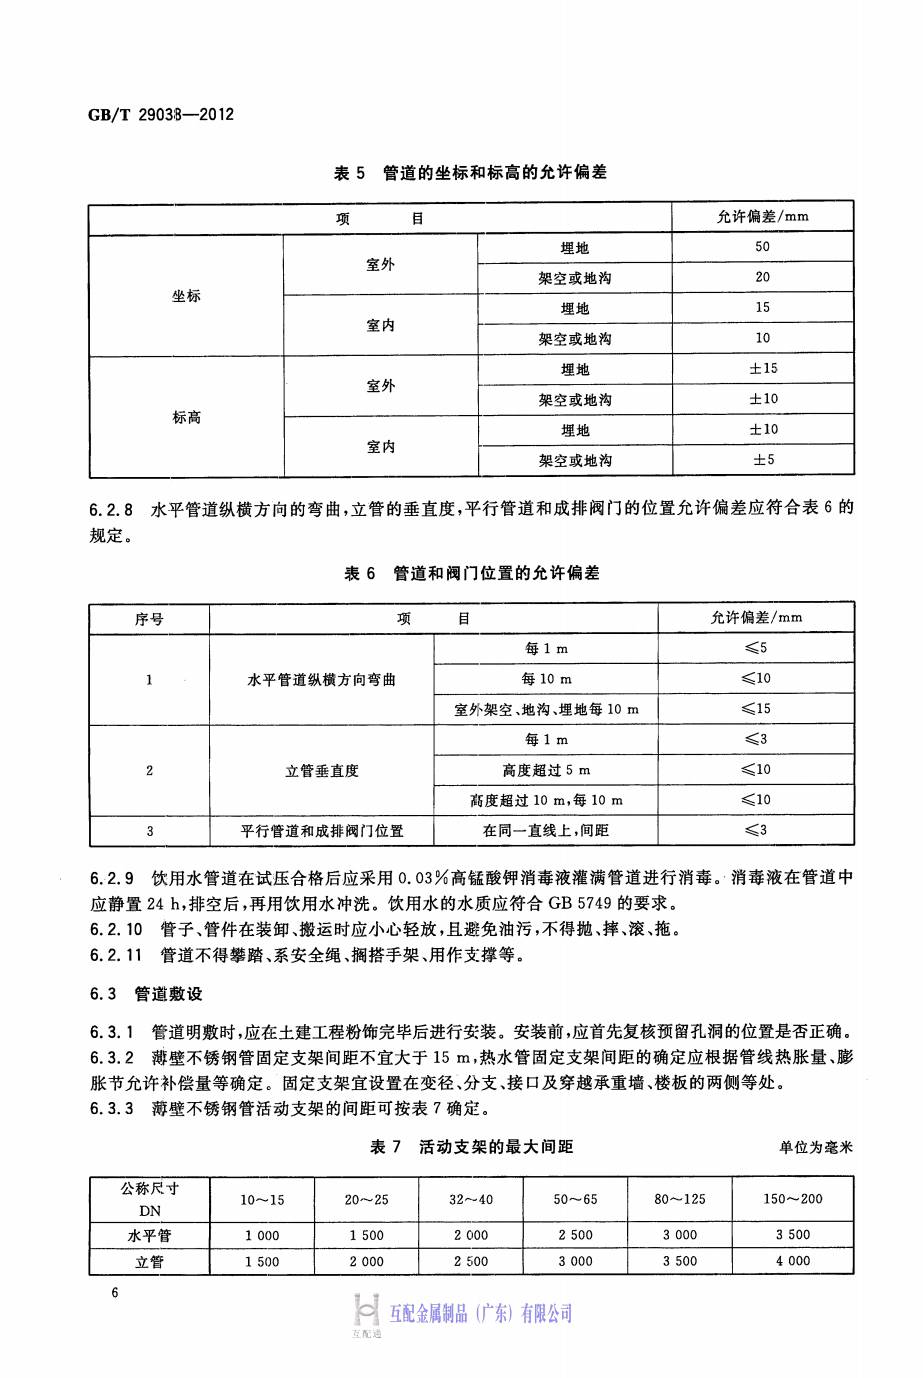 GB/T 29038—2012
表 5 管道的坐标和标高的允许偏差
项 目 允许偏差/mm
坐标 室外 埋地 50
架空或地沟 20
室内 埋地 15
架空或地沟 10
标高 室外 埋地 ±15
架空或地沟 ±10
室内 埋地 ±10
架空或地沟 ±5
6.2.8 水平管道纵横方向的弯曲,立管的垂直度,平行管道和成排阀门的位置允许偏差应符合表 6 的
规定。
表 6 管道和阀门位置的允许偏差
序号 项 目 允许偏差/mm
1 水平管道纵横方向弯曲 每 1 m ≤5
每 10 m ≤10
室外架空、地沟、埋地每 10 m ≤15
2 立管垂直度 每 1 m ≤3
高度超过 5 m ≤10
高度超过 10 m,每 10 m ≤10
3 平行管道和成排阀门位置 在同一直线上,间距 ≤3
6.2.9 饮用水管道在试压合格后应采用 0.03%高锰酸钾消毒液灌满管道进行消毒。消毒液在管道中
应静置 24 h,排空后,再用饮用水冲洗。饮用水的水质应符合 GB 5749 的要求。
6.2.10 管子、管件在装卸、搬运时应小心轻放,且避免油污,不得抛、摔、滚、拖。
6.2.11 管道不得攀踏、系安全绳、搁搭手架、用作支撑等。
6.3 管道敷设
6.3.1 管道明敷时,应在土建工程粉饰完毕后进行安装。安装前,应首先复核预留孔洞的位置是否正确。
6.3.2 薄壁不锈钢管固定支架间距不宜大于 15 m,热水管固定支架间距的确定应根据管线热胀量、膨
胀节允许补偿量等确定。固定支架宜设置在变径、分支、接口及穿越承重墙、楼板的两侧等处。
6.3.3 薄壁不锈钢管活动支架的间距可按表 7 确定。
表 7 活动支架的最大间距 单位为毫米
公称尺寸
DN 10~15 20~25 32~40 50~65 80~125 150~200
水平管 1 000 1 500 2 000 2 500 3 000 3 500
立管 1 500 2 000 2 500 3 000 3 500 4 000
6
互配金属制品(广东)有限公司
互配通